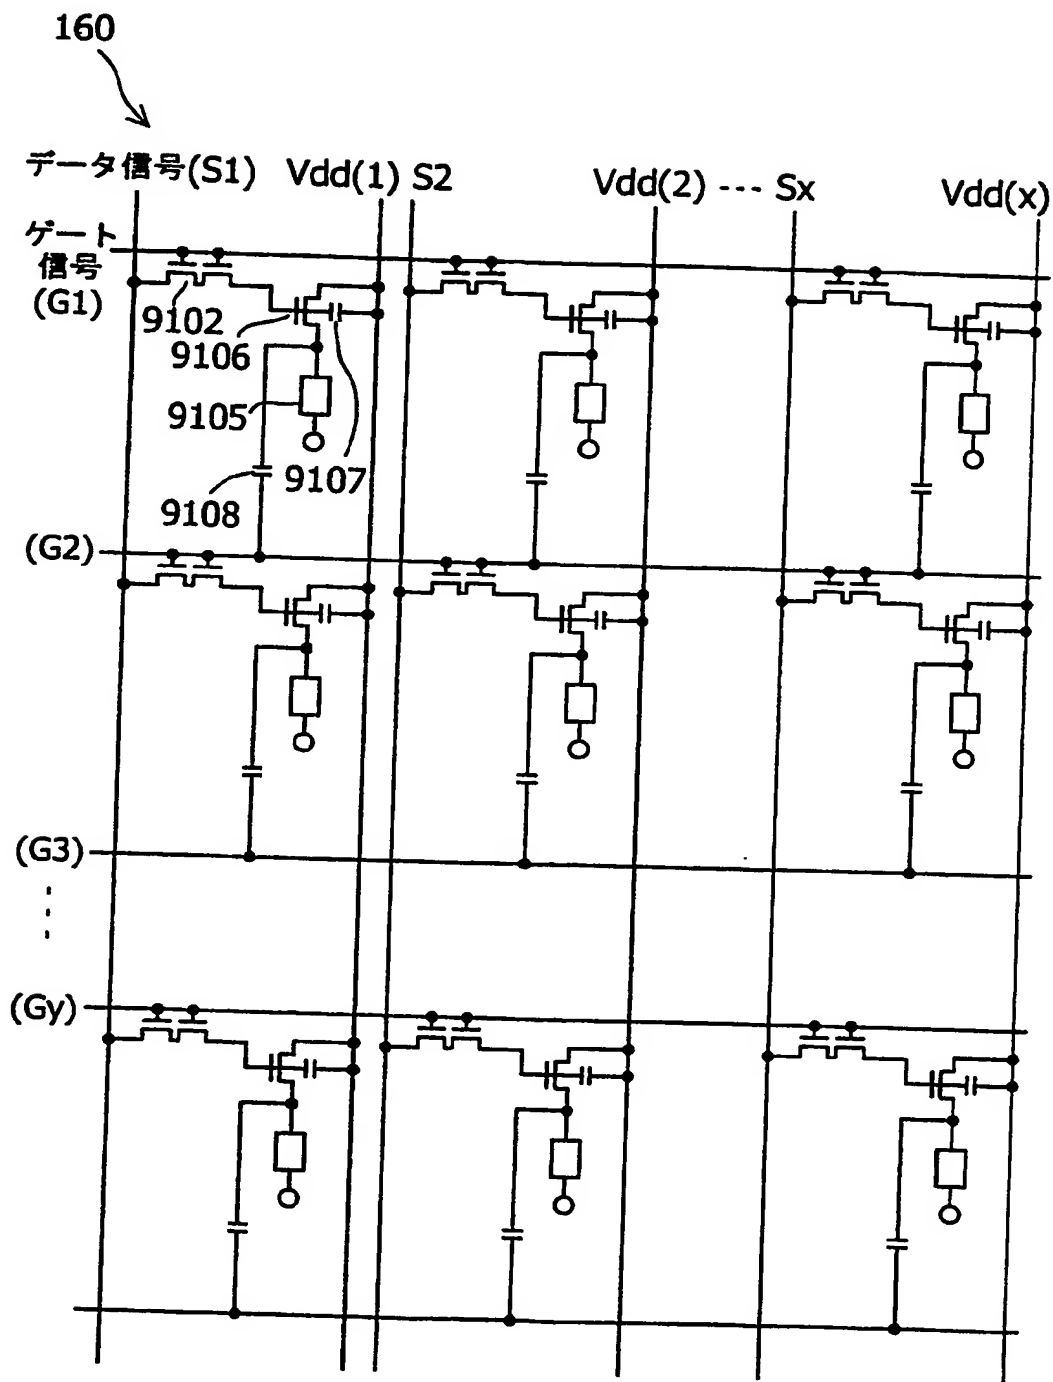 160
データ信号(S1) Vdd(1) S2 Vdd(2) --- Sx Vdd(x)
ゲート
信号
(G1)
9102
9106
9105
9107
9108
(G2)
(G3)
(Gy)